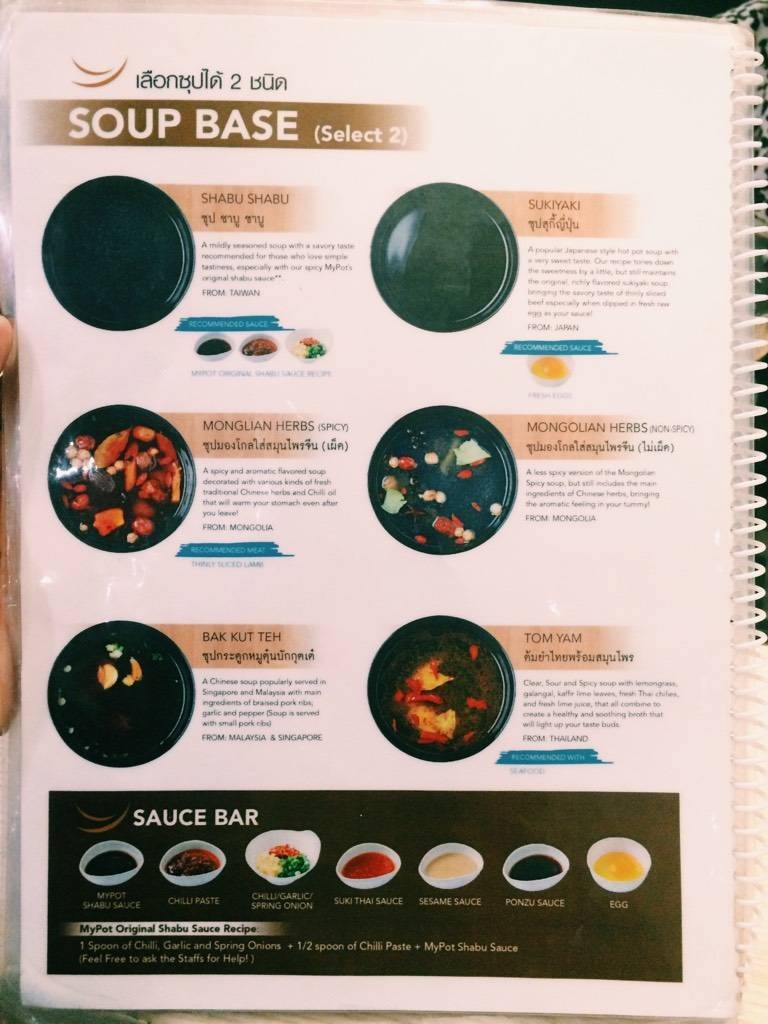 เลือกซุปได้ 2 ชนิด
SOUP BASE (Select 2)
SHABU SHABU
ซุป ชาบู ชาบู
A mildly seasoned soup with a savory taste
recommended for those who love simple
tastiness, especially with our spicy MyPot's
original shabu sauce**.
FROM: TAIWAN
RECOMMENDED SAUCE
MYPOT ORIGINAL SHABU SAUCE RECIPE
SUKIYAKI
ซุปสุกี้ญี่ปุ่น
A popular Japanese style hot pot soup with
a very sweet taste. Our recipe tones down
the sweetness by a little, but still maintains
the original, richly flavored sukiyaki soup,
bringing the savory taste of thinly sliced
beef especially when dipped in fresh raw
egg as your sauce!
FROM: JAPAN
RECOMMENDED SAUCE
FRESH EGGS
MONGLIAN HERBS (SPICY)
ซุปมองโกลใส่สมุนไพรจีน (เผ็ด)
A spicy and aromatic flavored soup
decorated with various kinds of fresh
traditional Chinese herbs and Chilli oil
that will warm your stomach even after
you leave!
FROM: MONGOLIA
RECOMMENDED MEAT
THINLY SLICED LAMB
MONGOLIAN HERBS (NON-SPICY)
ซุปมองโกลใส่สมุนไพรจีน (ไม่เผ็ด)
A less spicy version of the Mongolian
Spicy soup, but still includes the main
ingredients of Chinese herbs, bringing
the aromatic feeling in your tummy!
FROM: MONGOLIA
BAK KUT TEH
ซุปกระดูกหมูตุ๋นบักกุดเต๋
A Chinese soup popularly served in
Singapore and Malaysia with main
ingredients of braised pork ribs,
garlic and pepper (Soup is served
with small pork ribs)
FROM: MALAYSIA & SINGAPORE
TOM YAM
ต้มยำไทยพร้อมสมุนไพร
Clear, Sour and Spicy soup with lemongrass,
galangal, kaffir lime leaves, fresh Thai chilies,
and fresh lime juice, that all combine to
create a healthy and soothing broth that
will light up your taste buds.
FROM: THAILAND
RECOMMENDED WITH
SEAFOOD
SAUCE BAR
MYPOT
SHABU SAUCE
CHILLI PASTE
CHILLI/GARLIC/
SPRING ONION
SUKI THAI SAUCE
SESAME SAUCE
PONZU SAUCE
EGG
MyPot Original Shabu Sauce Recipe:
1 Spoon of Chilli, Garlic and Spring Onions + 1/2 spoon of Chilli Paste + MyPot Shabu Sauce
(Feel Free to ask the Staffs for Help! )